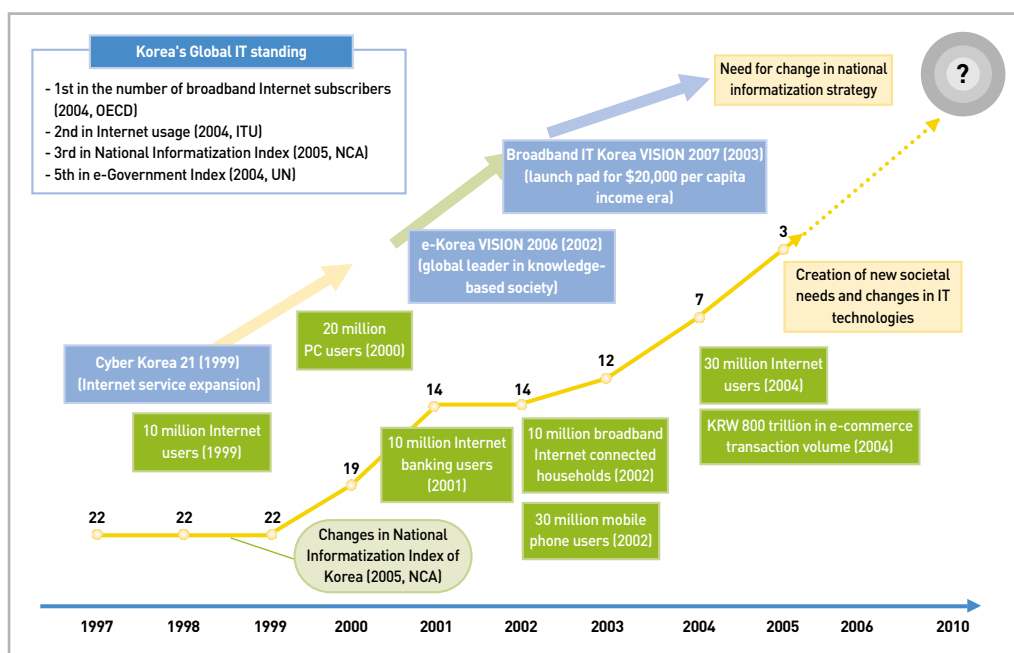 Korea's Global IT standing
- 1st in the number of broadband Internet subscribers
(2004, OECD)
- 2nd in Internet usage (2004, ITU)
- 3rd in National Informatization Index (2005, NCA)
- 5th in e-Government Index (2004, UN)
Need for change in national
informatization strategy
?
Broadband IT Korea VISION 2007 (2003)
(launch pad for $20,000 per capita
income era)
e-Korea VISION 2006 (2002)
(global leader in knowledge-
based society)
3
Creation of new societal
needs and changes in IT
technologies
7
20 million
PC users (2000)
Cyber Korea 21 (1999)
(Internet service expansion)
12
30 million Internet
users (2004)
14
14
10 million Internet
users (1999)
KRW 800 trillion in e-commerce
transaction volume (2004)
10 million Internet
banking users
(2001)
10 million broadband
Internet connected
households (2002)
19
30 million mobile
phone users (2002)
22
22
22
Changes in National
Informatization Index of
Korea (2005, NCA)
1997 1998 1999 2000 2001 2002 2003 2004 2005 2006 2010